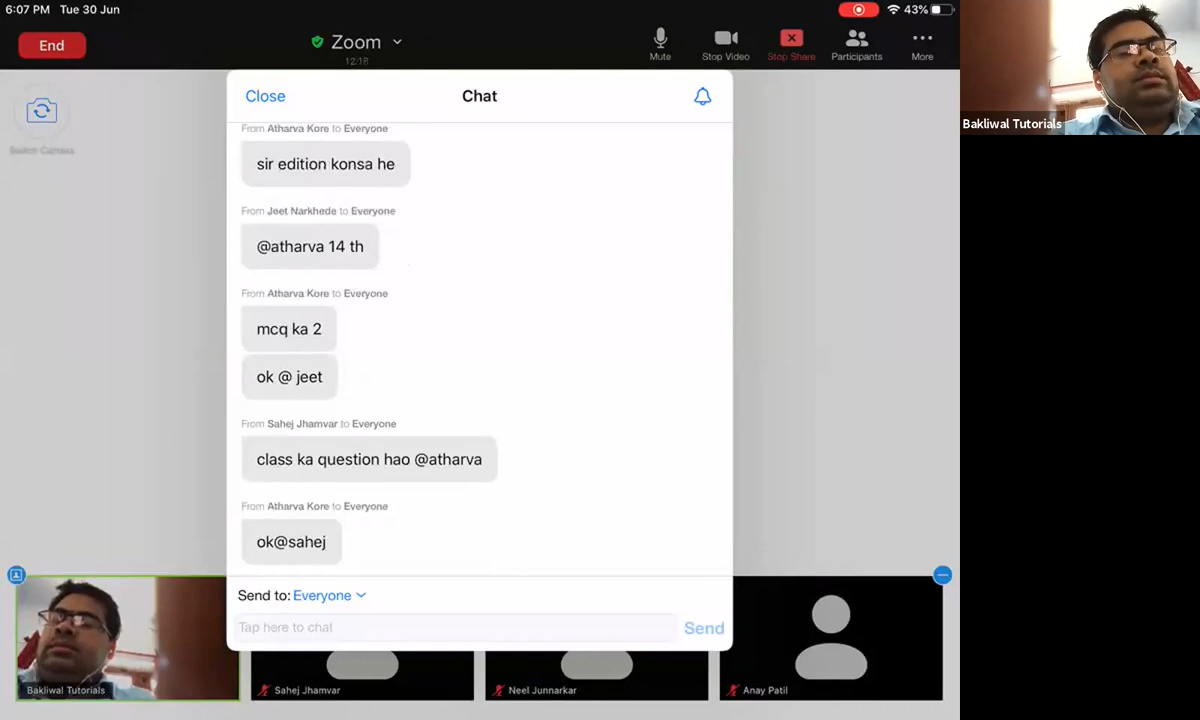 6:07 PM Tue 30 Jun
43%
End
Zoom
12:18
Mute
Stop Video
Stop Share
Participants
More
Switch Camera
Close
Chat
From Atharva Kore to Everyone
sir edition konsa he
From Jeet Narkhede to Everyone
@atharva 14 th
From Atharva Kore to Everyone
mcq ka 2
ok @ jeet
From Sahej Jhamvar to Everyone
class ka question hao @atharva
From Atharva Kore to Everyone
ok@sahej
Send to: Everyone
Tap here to chat
Send
Bakliwal Tutorials
Sahej Jhamvar
Neel Junnarkar
Anay Patil
Bakliwal Tutorials